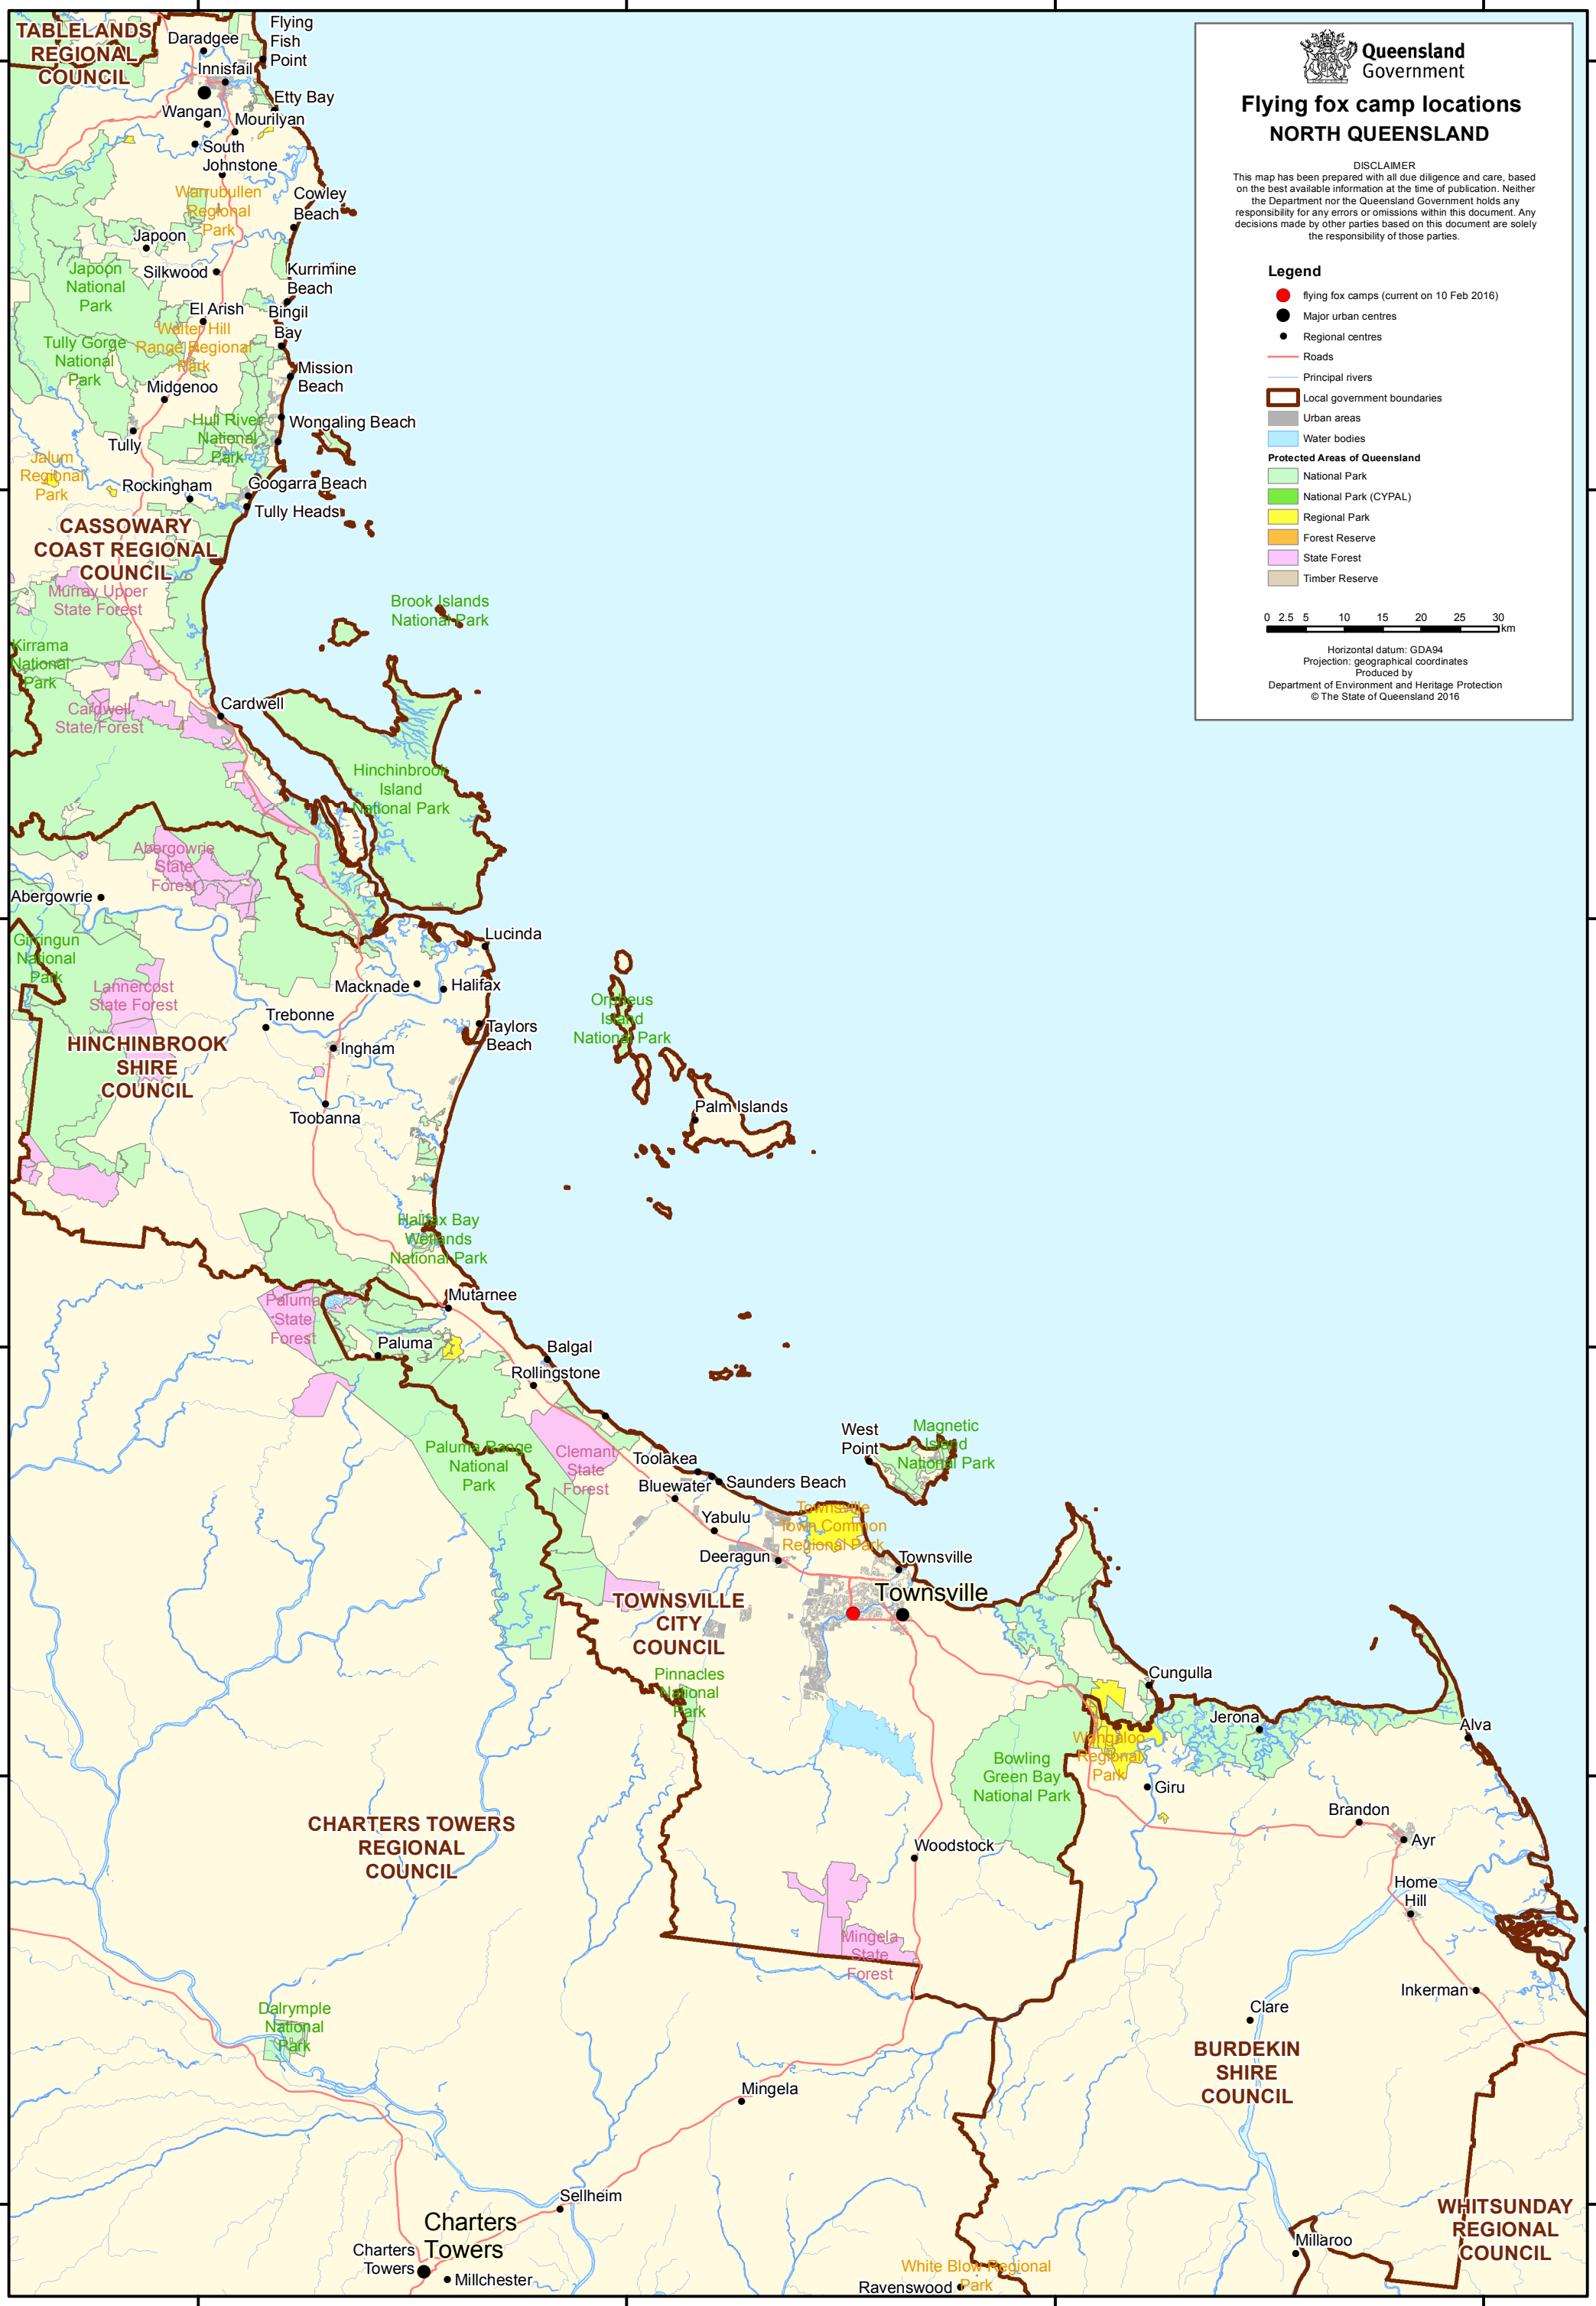 TABLELANDS
REGIONAL
COUNCIL
Daradgee
Flying
Fish
Point
Innisfail
Etty Bay
Wangan
Mourilyan
South
Johnstone
Warrubullen
Regional
Park
Cowley
Beach
Japoon
Silkwood
Japoon
National
Park
Kurrimine
Beach
El Arish
Bingil
Bay
Walter Hill
Range Regional
Park
Tully Gorge
National
Park
Mission
Beach
Midgenoo
Hull River
National
Park
Wongaling Beach
Tully
Jalum
Regional
Park
Rockingham
Googarra Beach
Tully Heads
CASSOWARY
COAST REGIONAL
COUNCIL
Murray Upper
State Forest
Brook Islands
National Park
Kirrama
National
Park
Cardwell
State Forest
Cardwell
Hinchinbrook
Island
National Park
Abergowrie
State
Forest
Abergowrie
Girringun
National
Park
Lucinda
Lannercost
State Forest
Macknade
Halifax
Trebonne
Taylors
Beach
Orpheus
Island
National Park
HINCHINBROOK
SHIRE
COUNCIL
Ingham
Toobanna
Palm Islands
Halifax Bay
Wetlands
National Park
Mutarnee
Paluma
State
Forest
Paluma
Balgal
Rollingstone
Paluma Range
National
Park
Clemant
State
Forest
Toolakea
Bluewater
Saunders Beach
West
Point
Magnetic
Island
National Park
Yabulu
Townsville
Town Common
Regional Park
Deeragun
Townsville
Townsville
TOWNSVILLE
CITY
COUNCIL
Pinnacles
National
Park
Cungulla
Jerona
Alva
Wongaloo
Regional
Park
Bowling
Green Bay
National Park
Giru
CHARTERS TOWERS
REGIONAL
COUNCIL
Brandon
Ayr
Woodstock
Home
Hill
Mingela
State
Forest
Inkerman
Dalrymple
National
Park
Clare
BURDEKIN
SHIRE
COUNCIL
Mingela
Sellheim
Charters
Towers
Charters
Towers
Millchester
White Blow Regional
Park
Ravenswood
Millaroo
WHITSUNDAY
REGIONAL
COUNCIL
Queensland
Government
Flying fox camp locations
NORTH QUEENSLAND
DISCLAIMER
This map has been prepared with all due diligence and care, based
on the best available information at the time of publication. Neither
the Department nor the Queensland Government holds any
responsibility for any errors or omissions within this document. Any
decisions made by other parties based on this document are solely
the responsibility of those parties.
Legend
flying fox camps (current on 10 Feb 2016)
Major urban centres
Regional centres
Roads
Principal rivers
Local government boundaries
Urban areas
Water bodies
Protected Areas of Queensland
National Park
National Park (CYPAL)
Regional Park
Forest Reserve
State Forest
Timber Reserve
0 2.5 5 10 15 20 25 30
km
Horizontal datum: GDA94
Projection: geographical coordinates
Produced by
Department of Environment and Heritage Protection
© The State of Queensland 2016